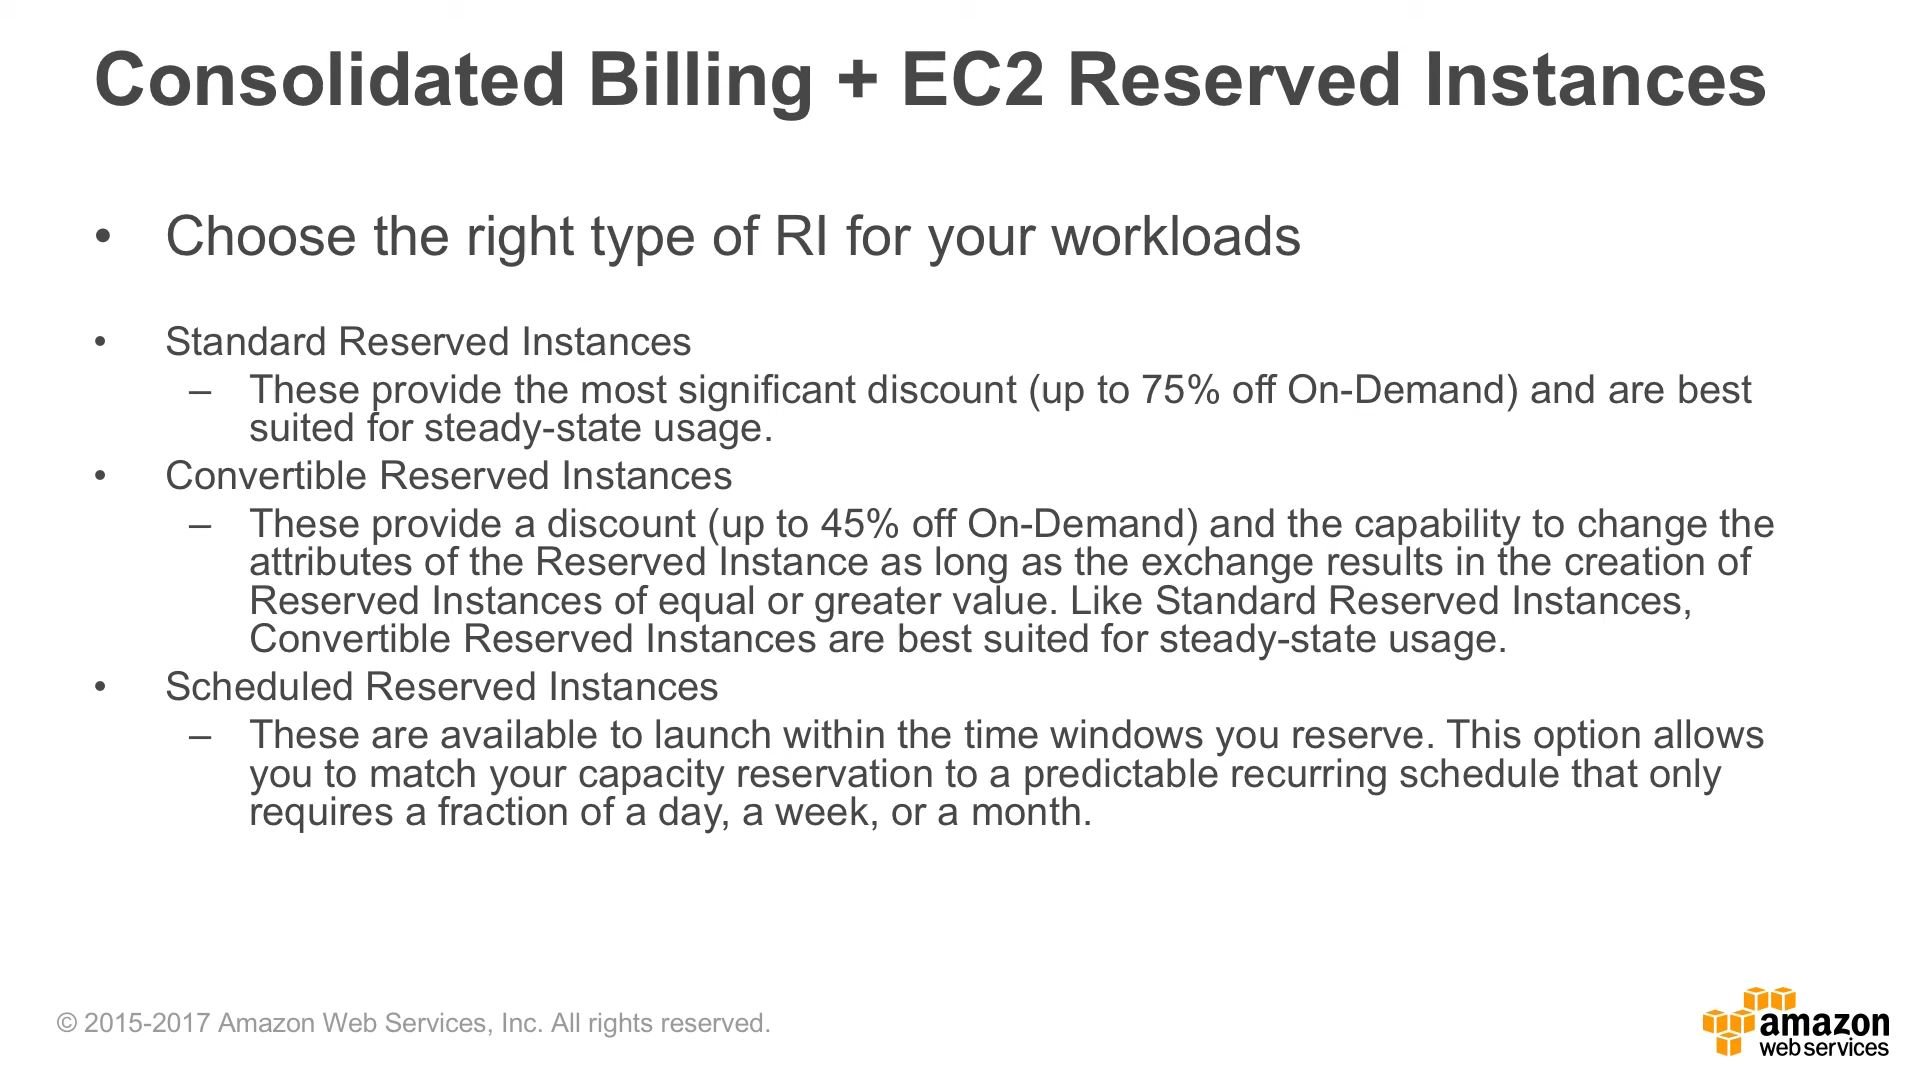 Consolidated Billing + EC2 Reserved Instances
• Choose the right type of RI for your workloads
• Standard Reserved Instances
– These provide the most significant discount (up to 75% off On-Demand) and are best
suited for steady-state usage.
• Convertible Reserved Instances
– These provide a discount (up to 45% off On-Demand) and the capability to change the
attributes of the Reserved Instance as long as the exchange results in the creation of
Reserved Instances of equal or greater value. Like Standard Reserved Instances,
Convertible Reserved Instances are best suited for steady-state usage.
• Scheduled Reserved Instances
– These are available to launch within the time windows you reserve. This option allows
you to match your capacity reservation to a predictable recurring schedule that only
requires a fraction of a day, a week, or a month.
© 2015-2017 Amazon Web Services, Inc. All rights reserved.
amazon
web services